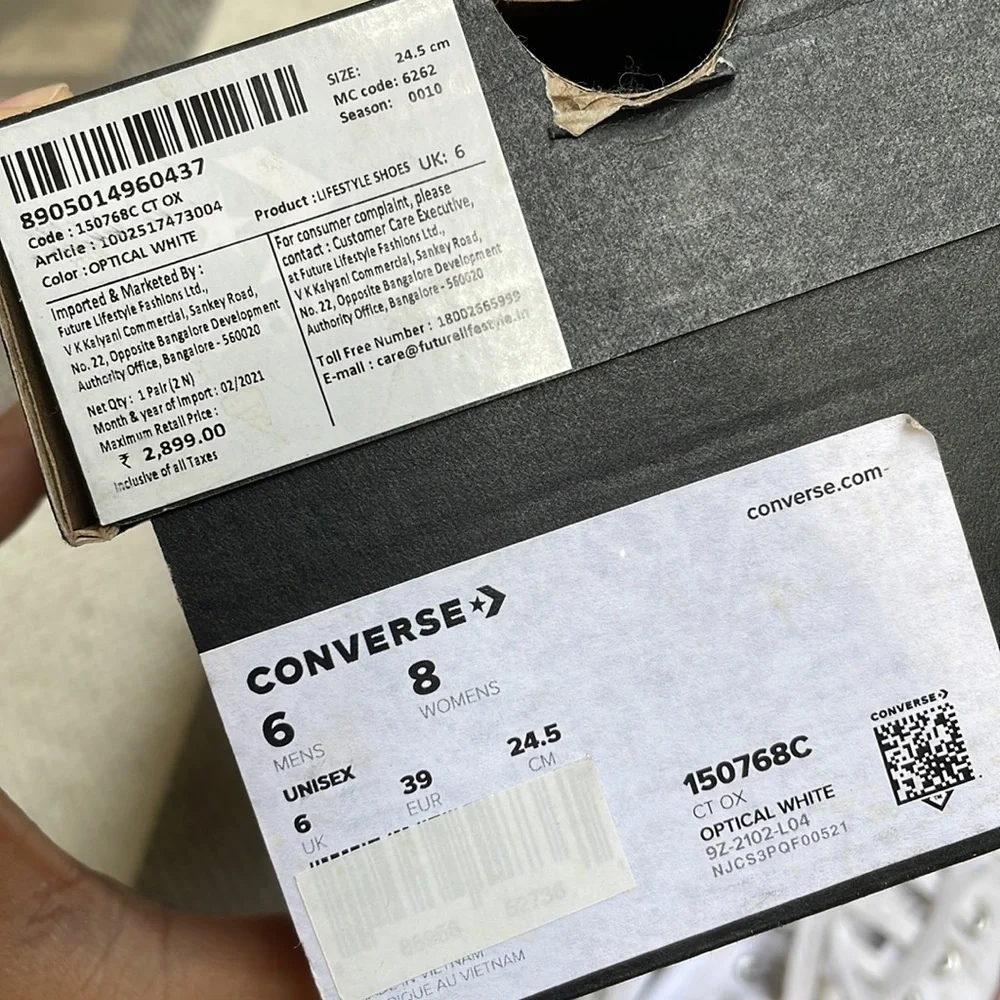 SIZE: 24.5 cm
MC code: 6262
Season: 0010
8905014960437
Code : 150768C CT OX
Article : 1002517473004
Color : OPTICAL WHITE
Product : LIFESTYLE SHOES UK: 6
Imported & Marketed By :
Future Lifestyle Fashions Ltd.,
V K Kalyani Commercial, Sankey Road,
No. 22, Opposite Bangalore Development
Authority Office, Bangalore - 560020
Net Qty : 1 Pair (2 N)
Month & year of Import : 02/2021
Maximum Retail Price :
₹ 2,899.00
Inclusive of all Taxes
For consumer complaint, please
contact : Customer Care Executive,
at Future Lifestyle Fashions Ltd.,
V K Kalyani Commercial, Sankey Road,
No. 22, Opposite Bangalore Development
Authority Office, Bangalore - 560020
Toll Free Number : 18002665999
E-mail : care@futurelifestyle.in
converse.com
CONVERSE
6
MENS
8
WOMENS
UNISEX
6
UK
39
EUR
24.5
CM
150768C
CT OX
OPTICAL WHITE
9Z-2102-L04
NJCS3PQF00521
CONVERSE
IN VIETNAM
AU VIETNAM